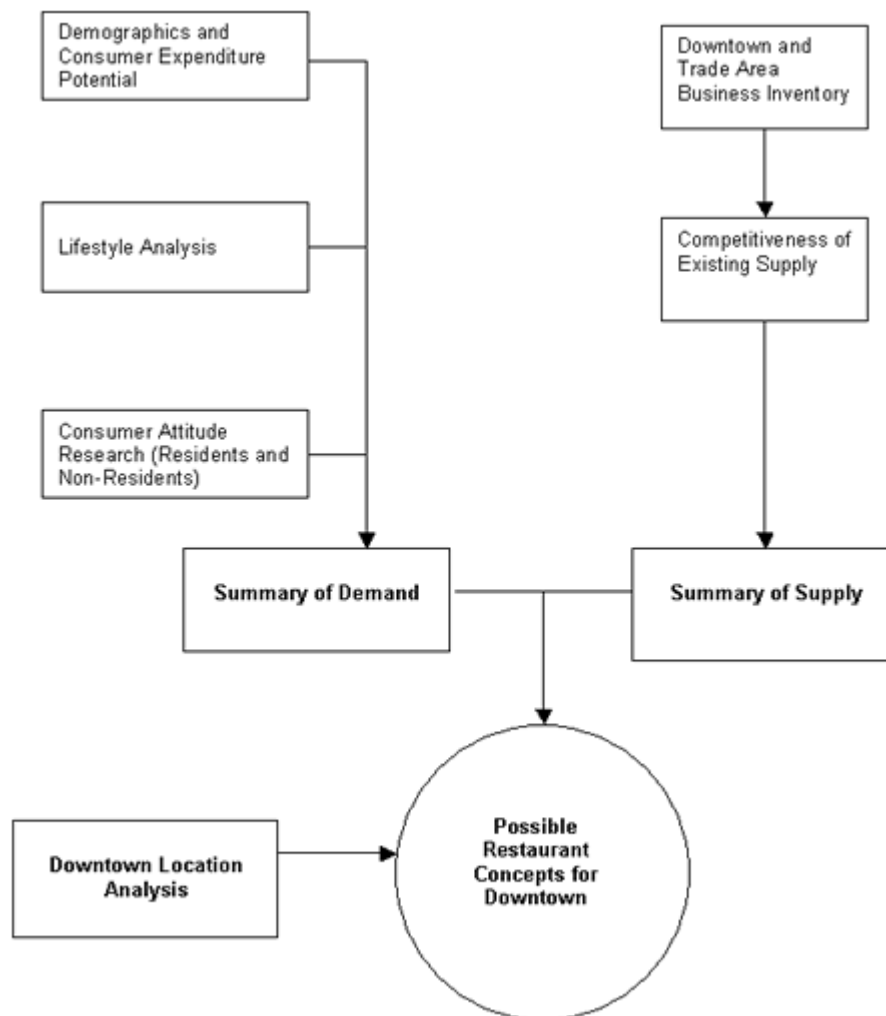 Demographics and
Consumer Expenditure
Potential
Downtown and
Trade Area
Business Inventory
Lifestyle Analysis
Competitiveness of
Existing Supply
Consumer Attitude
Research (Residents and
Non-Residents)
Summary of Demand
Summary of Supply
Possible
Restaurant
Concepts for
Downtown
Downtown Location
Analysis